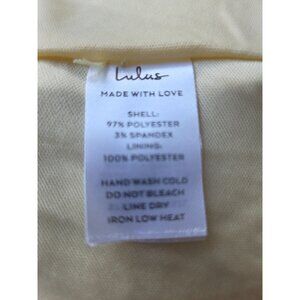 Lulus
MADE WITH LOVE
SHELL:
97% POLYESTER
3% SPANDEX
LINING:
100% POLYESTER
HAND WASH COLD
DO NOT BLEACH
LINE DRY
IRON LOW HEAT